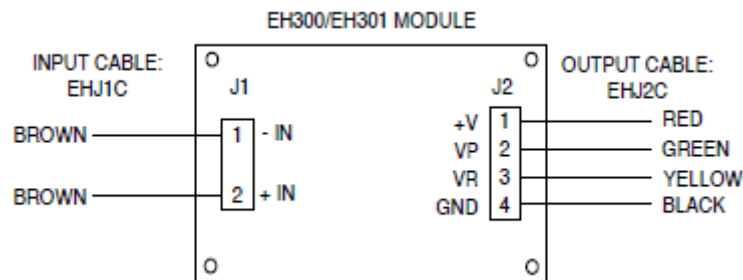 EH300/EH301 MODULE
INPUT CABLE:
EHJ1C
J1
BROWN
1 - IN
BROWN
2 + IN
OUTPUT CABLE:
EHJ2C
J2
+V 1 RED
VP 2 GREEN
VR 3 YELLOW
GND 4 BLACK